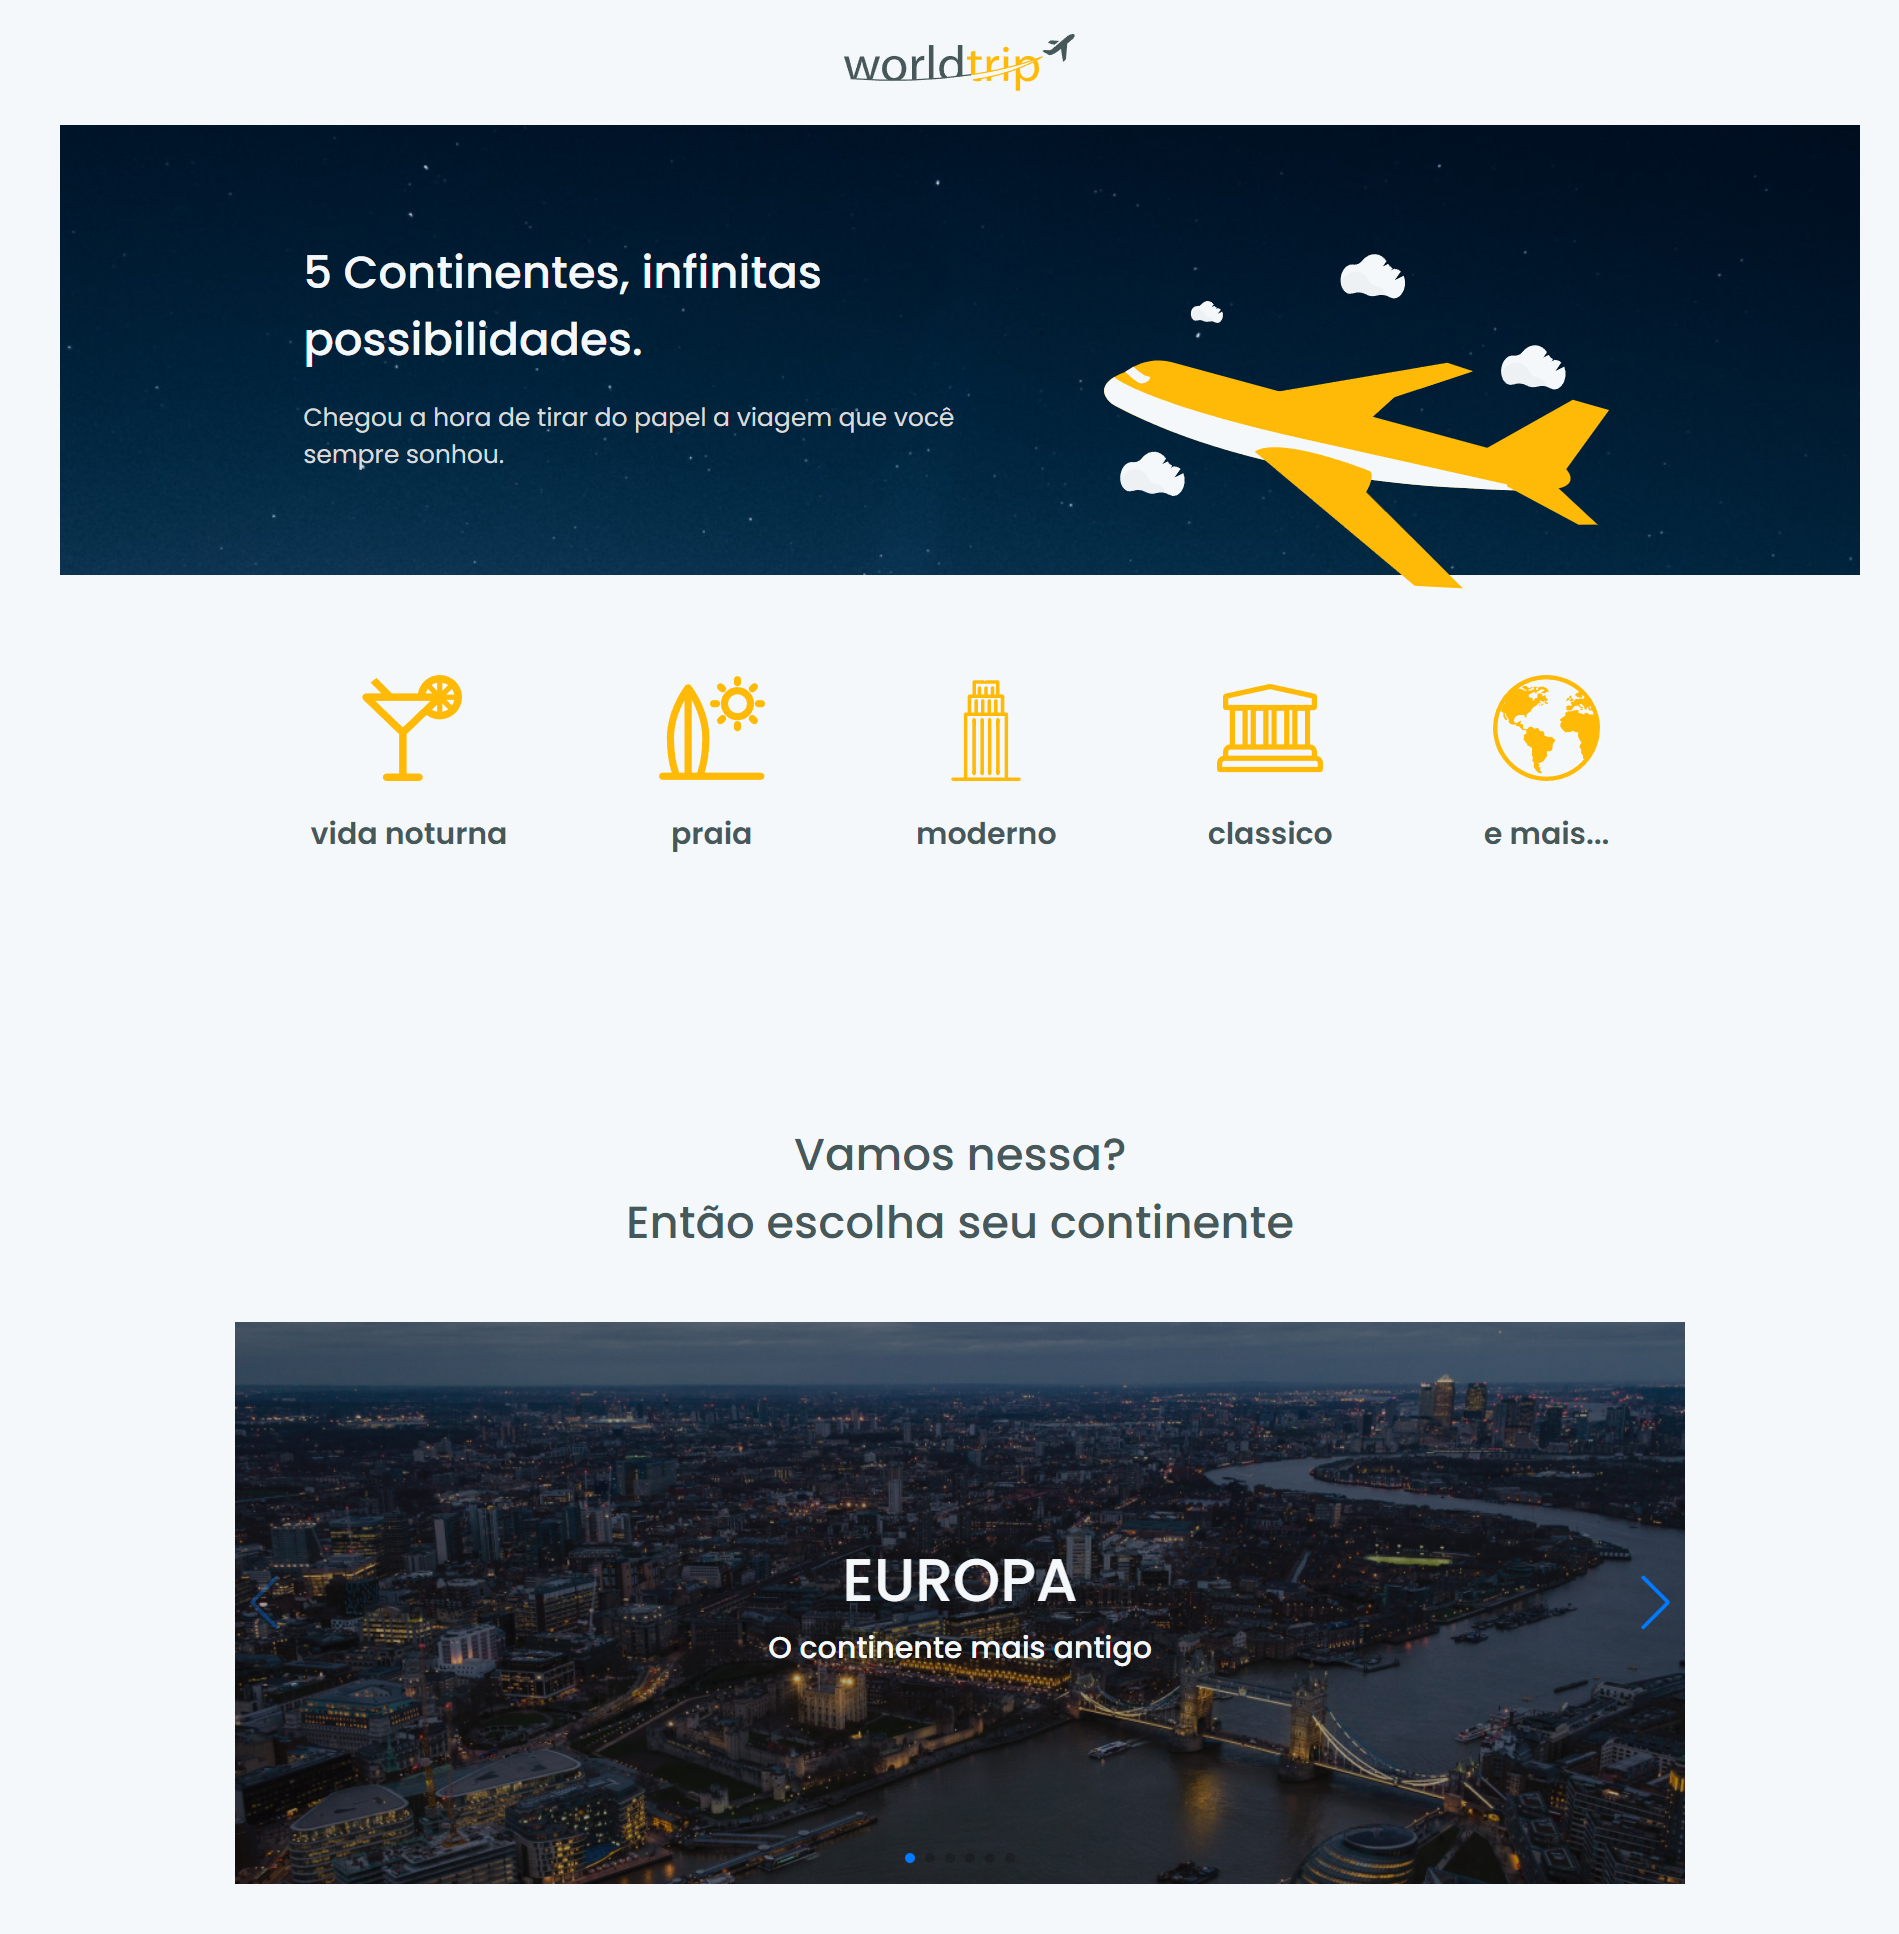 worldtrip
5 Continentes, infinitas
possibilidades.
Chegou a hora de tirar do papel a viagem que você
sempre sonhou.
vida noturna
praia
moderno
classico
e mais...
Vamos nessa?
Então escolha seu continente
EUROPA
O continente mais antigo